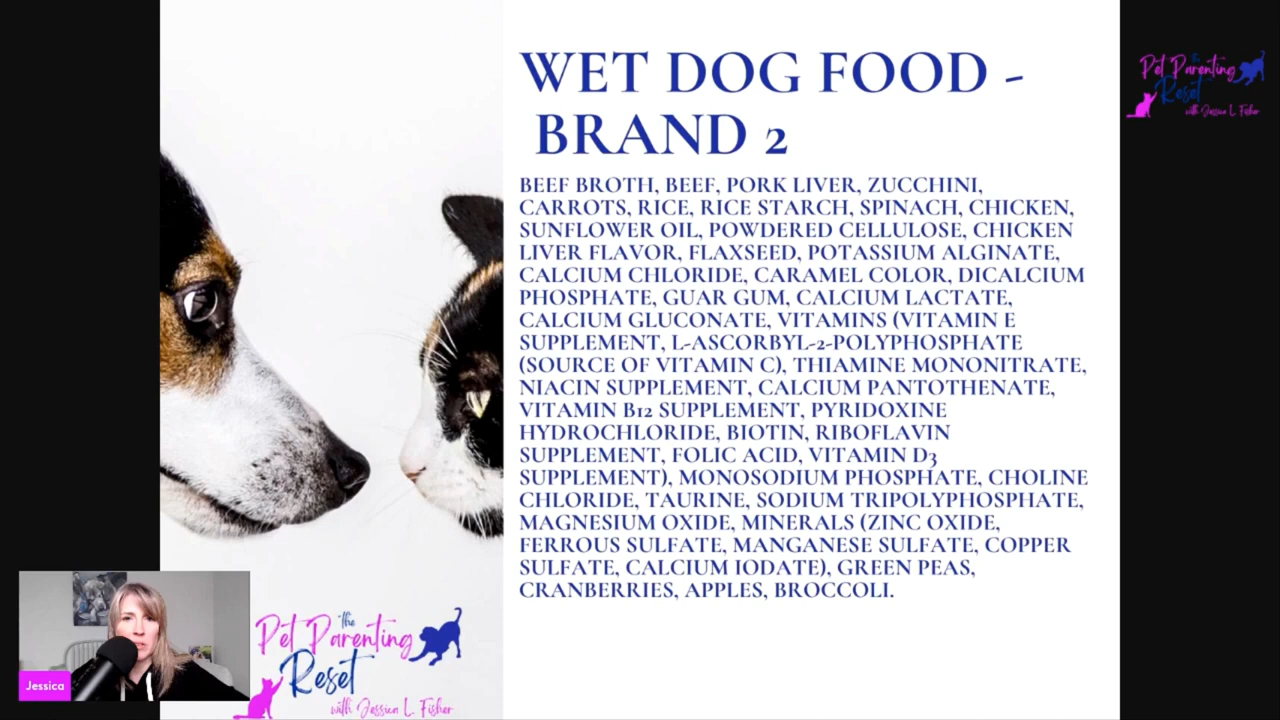 WET DOG FOOD -
BRAND 2
BEEF BROTH, BEEF, PORK LIVER, ZUCCHINI,
CARROTS, RICE, RICE STARCH, SPINACH, CHICKEN,
SUNFLOWER OIL, POWDERED CELLULOSE, CHICKEN
LIVER FLAVOR, FLAXSEED, POTASSIUM ALGINATE,
CALCIUM CHLORIDE, CARAMEL COLOR, DICALCIUM
PHOSPHATE, GUAR GUM, CALCIUM LACTATE,
CALCIUM GLUCONATE, VITAMINS (VITAMIN E
SUPPLEMENT, L-ASCORBYL-2-POLYPHOSPHATE
(SOURCE OF VITAMIN C), THIAMINE MONONITRATE,
NIACIN SUPPLEMENT, CALCIUM PANTOTHENATE,
VITAMIN B12 SUPPLEMENT, PYRIDOXINE
HYDROCHLORIDE, BIOTIN, RIBOFLAVIN
SUPPLEMENT, FOLIC ACID, VITAMIN D3
SUPPLEMENT), MONOSODIUM PHOSPHATE, CHOLINE
CHLORIDE, TAURINE, SODIUM TRIPOLYPHOSPHATE,
MAGNESIUM OXIDE, MINERALS (ZINC OXIDE,
FERROUS SULFATE, MANGANESE SULFATE, COPPER
SULFATE, CALCIUM IODATE), GREEN PEAS,
CRANBERRIES, APPLES, BROCCOLI.
the
Pet Parenting
Reset
with Jessica L. Fisher
the
Pet Parenting
Reset
with Jessica L. Fisher
Jessica